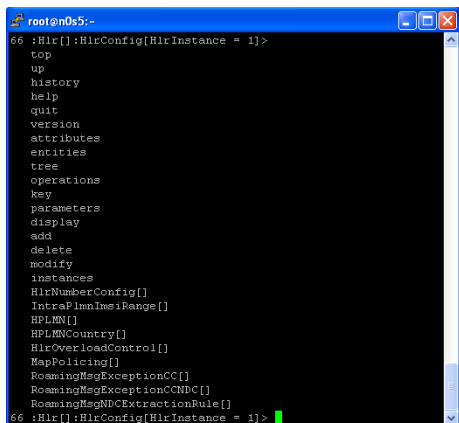 root@n0s5:~
66 :Hlr[]:HlrConfig[HlrInstance = 1]>
top
up
history
help
quit
version
attributes
entities
tree
operations
key
parameters
display
add
delete
modify
instances
HlrNumberConfig[]
IntraPlmnImsiRange[]
HPLMN[]
HPLMNCountry[]
HlrOverloadControl[]
MapPolicing[]
RoamingMsgExceptionCC[]
RoamingMsgExceptionCCNDC[]
RoamingMsgNDCExtractionRule[]
66 :Hlr[]:HlrConfig[HlrInstance = 1]>